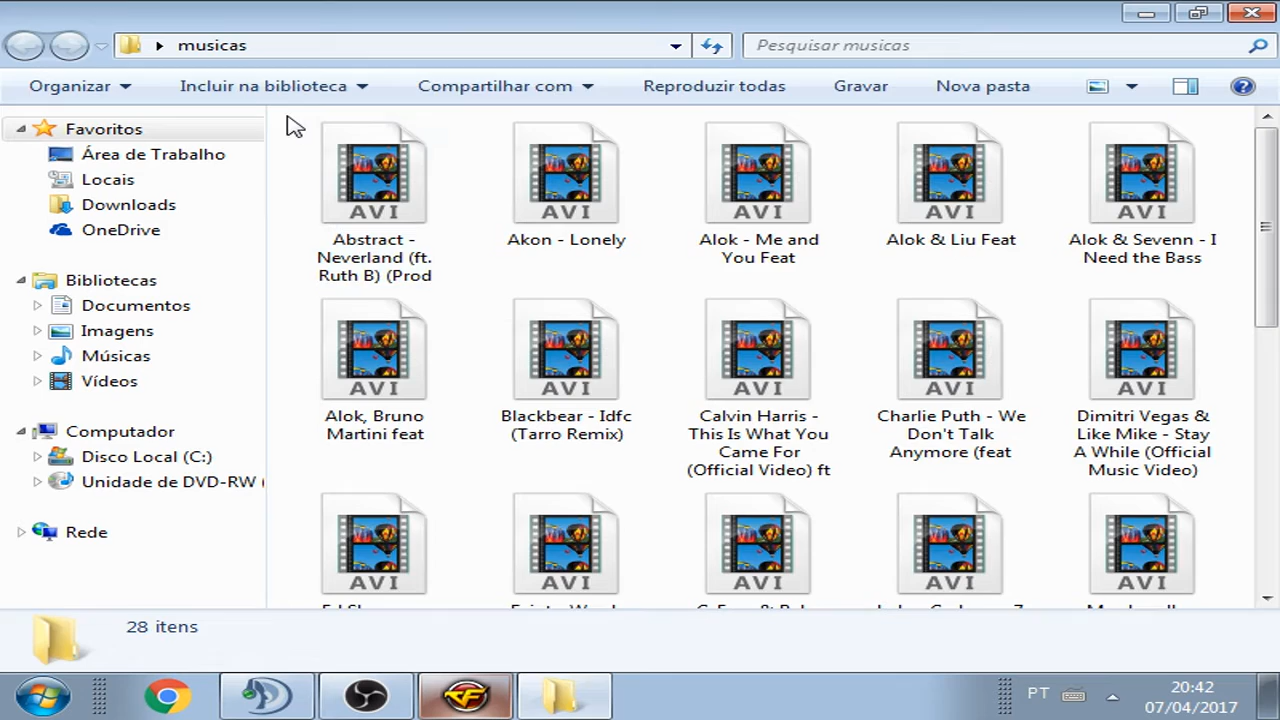 musicas
Pesquisar musicas
Organizar
Incluir na biblioteca
Compartilhar com
Reproduzir todas
Gravar
Nova pasta
Favoritos
Área de Trabalho
Locais
Downloads
OneDrive
Bibliotecas
Documentos
Imagens
Músicas
Vídeos
Computador
Disco Local (C:)
Unidade de DVD-RW (
Rede
AVI
AVI
AVI
AVI
AVI
Abstract -
Neverland (ft.
Ruth B) (Prod
Akon - Lonely
Alok - Me and
You Feat
Alok & Liu Feat
Alok & Sevenn - I
Need the Bass
AVI
AVI
AVI
AVI
AVI
Alok, Bruno
Martini feat
Blackbear - Idfc
(Tarro Remix)
Calvin Harris -
This Is What You
Came For
(Official Video) ft
Charlie Puth - We
Don't Talk
Anymore (feat
Dimitri Vegas &
Like Mike - Stay
A While (Official
Music Video)
AVI
AVI
AVI
AVI
AVI
28 itens
PT
20:42
07/04/2017